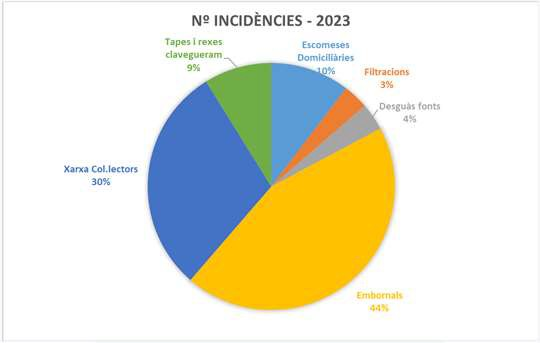 Nº INCIDÈNCIES - 2023
Tapes i rexes
clavegueram
9%
Escomeses
Domiciliàries
10%
Filtracions
3%
Desguàs fonts
4%
Xarxa Col.lectors
30%
Embornals
44%